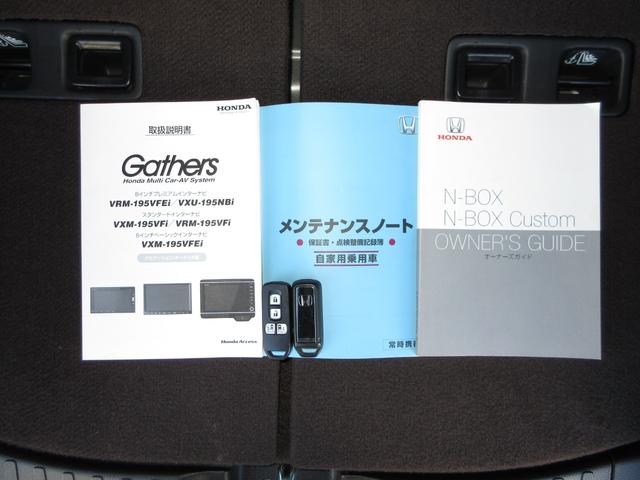 HONDA
取扱説明書
Gathers
Honda Multi Car-AV System
8インチプレミアムインターナビ
VRM-195VFEi／VXU-195NBi
スタンダードインターナビ
VXM-195VFi／VRM-195VFi
8インチベーシックインターナビ
VXM-195VFEi
Honda Access
メンテナンスノート
保証書・点検整備記録簿
自家用乗用車
常時携
HONDA
N-BOX
N-BOX Custom
OWNER'S GUIDE
オーナーズガイド